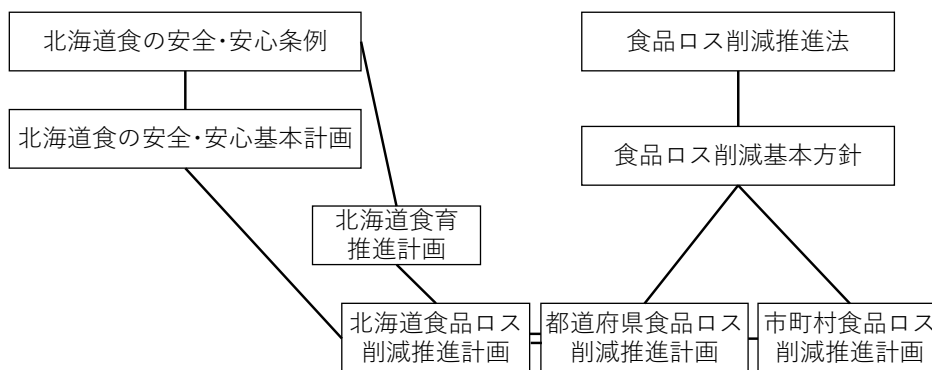 北海道食の安全・安心条例
食品ロス削減推進法
北海道食の安全・安心基本計画
食品ロス削減基本方針
北海道食育
推進計画
北海道食品ロス
削減推進計画
都道府県食品ロス
削減推進計画
市町村食品ロス
削減推進計画